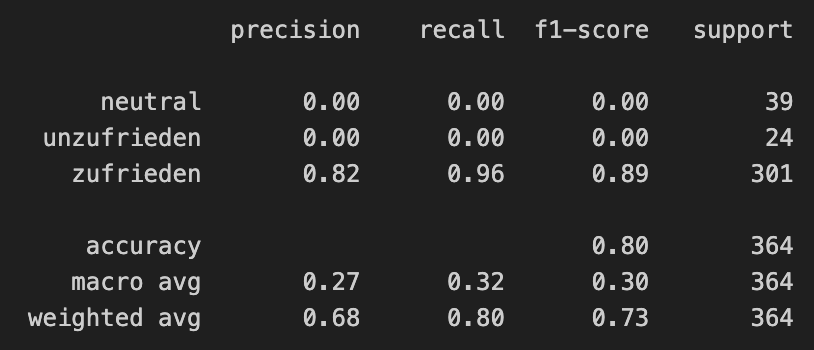 precision recall f1-score support
neutral 0.00 0.00 0.00 39
unzufrieden 0.00 0.00 0.00 24
zufrieden 0.82 0.96 0.89 301
accuracy 0.80 364
macro avg 0.27 0.32 0.30 364
weighted avg 0.68 0.80 0.73 364